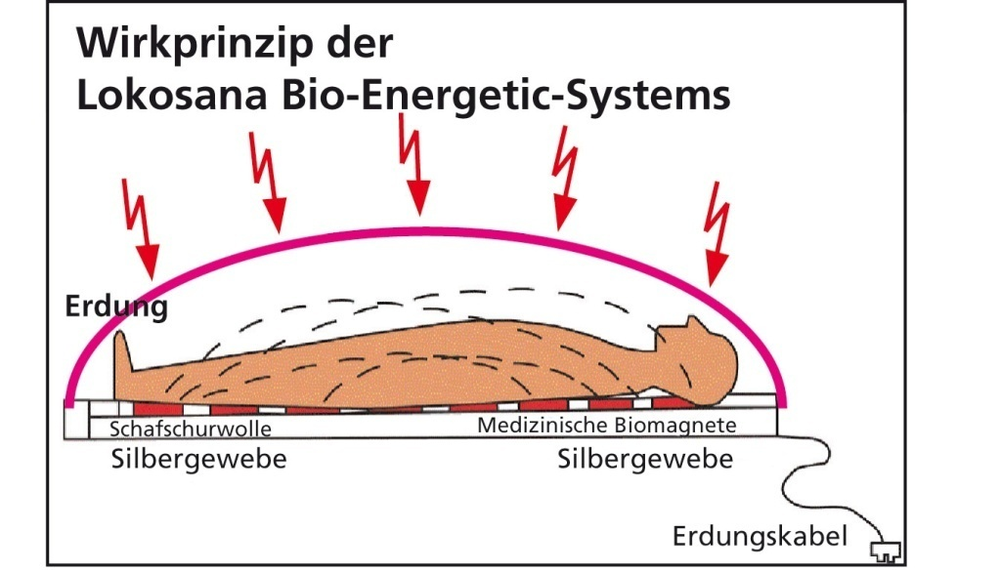 Wirkprinzip der
Lokosana Bio-Energetic-Systems
Erdung
Schafschurwolle
Medizinische Biomagnete
Silbergewebe
Silbergewebe
Erdungskabel